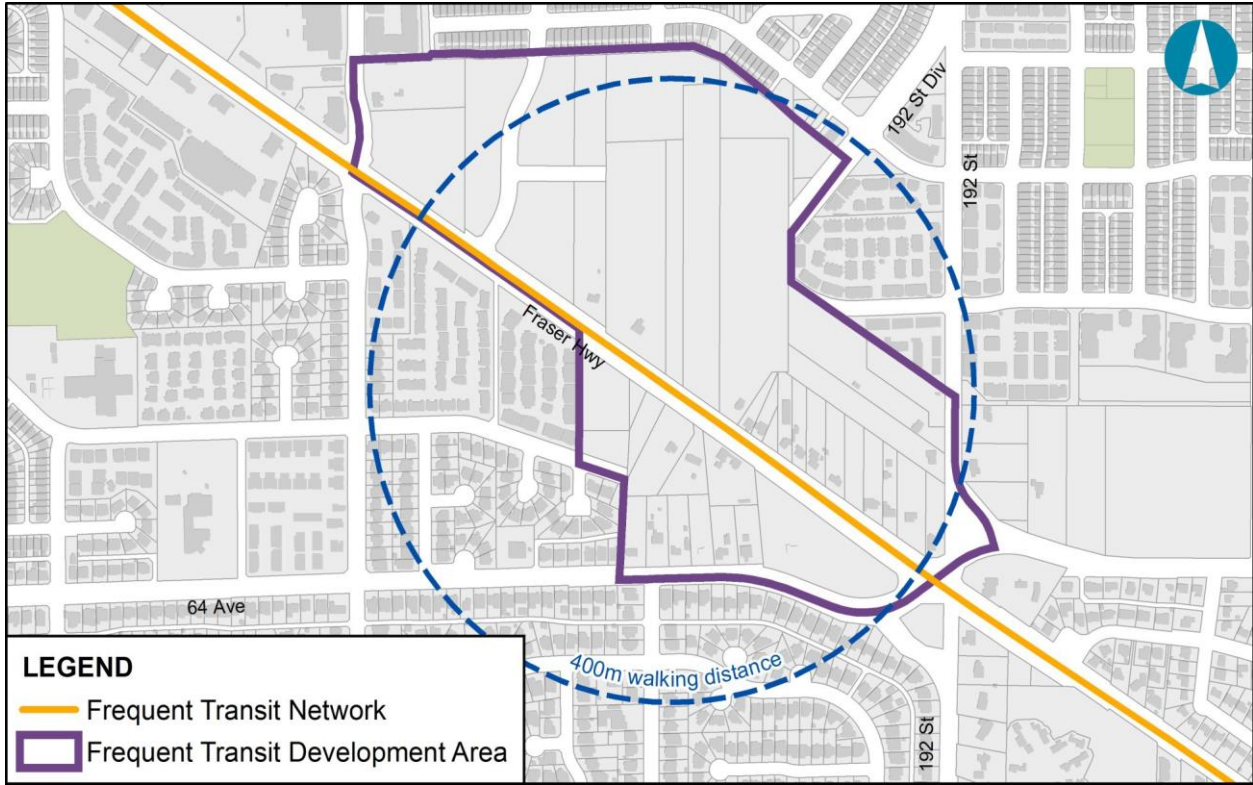 192 St Div
192 St
Fraser Hwy
64 Ave
400m walking distance
192 St
LEGEND
Frequent Transit Network
Frequent Transit Development Area